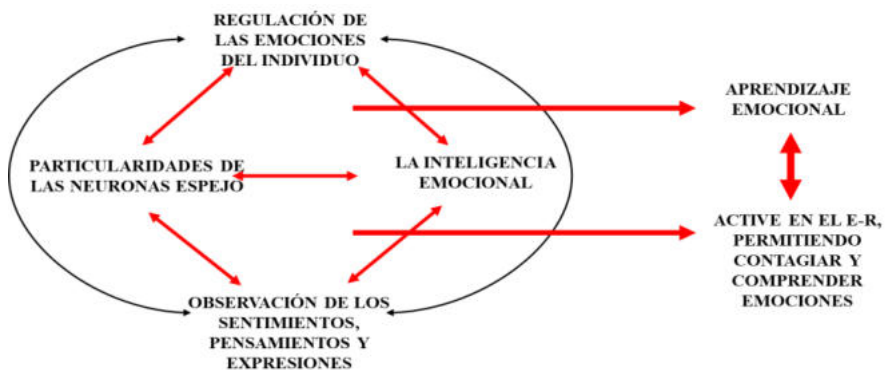 REGULACIÓN DE
LAS EMOCIONES
DEL INDIVIDUO
APRENDIZAJE
EMOCIONAL
PARTICULARIDADES DE
LAS NEURONAS ESPEJO
LA INTELIGENCIA
EMOCIONAL
ACTIVE EN EL E-R,
PERMITIENDO
CONTAGIAR Y
COMPRENDER
EMOCIONES
OBSERVACIÓN DE LOS
SENTIMIENTOS,
PENSAMIENTOS Y
EXPRESIONES